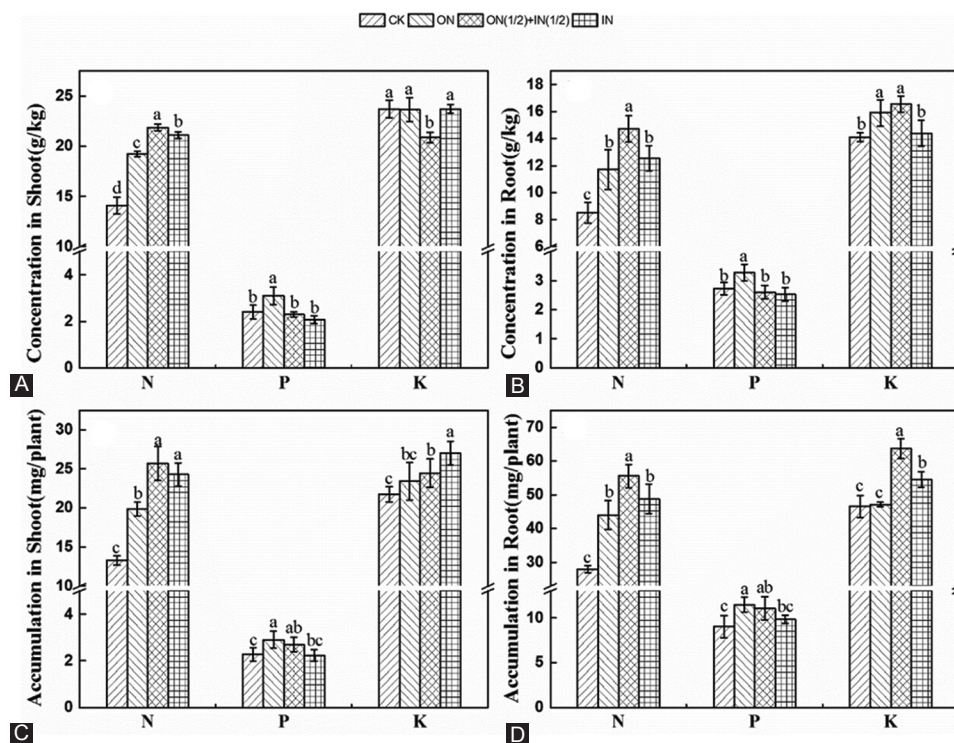 CK ON ON(1/2)+IN(1/2) IN
Concentration in Shoot(g/kg)
25
20
15
10
4
2
0
d c a b
b a b b
a a b a
N P K
A
Concentration in Root(g/kg)
18
16
14
12
10
8
6
4
3
2
1
0
c b a b
b a b b
b a a b
N P K
B
Accumulation in Shoot(mg/plant)
30
25
20
15
10
4
2
0
c b a a
c a ab bc
c bc b a
N P K
C
Accumulation in Root(mg/plant)
70
60
50
40
30
10
5
0
c b a b
c a ab bc
c c a b
N P K
D